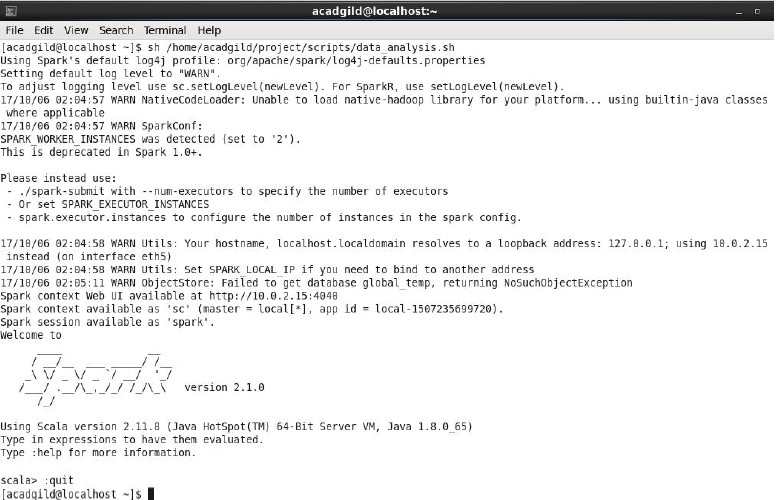 acadgild@localhost:~
File Edit View Search Terminal Help
[acadgild@localhost ~]$ sh /home/acadgild/project/scripts/data_analysis.sh
Using Spark's default log4j profile: org/apache/spark/log4j-defaults.properties
Setting default log level to "WARN".
To adjust logging level use sc.setLogLevel(newLevel). For SparkR, use setLogLevel(newLevel).
17/10/06 02:04:57 WARN NativeCodeLoader: Unable to load native-hadoop library for your platform... using builtin-java classes
 where applicable
17/10/06 02:04:57 WARN SparkConf:
SPARK_WORKER_INSTANCES was detected (set to '2').
This is deprecated in Spark 1.0+.

Please instead use:
 - ./spark-submit with --num-executors to specify the number of executors
 - Or set SPARK_EXECUTOR_INSTANCES
 - spark.executor.instances to configure the number of instances in the spark config.

17/10/06 02:04:58 WARN Utils: Your hostname, localhost.localdomain resolves to a loopback address: 127.0.0.1; using 10.0.2.15
 instead (on interface eth5)
17/10/06 02:04:58 WARN Utils: Set SPARK_LOCAL_IP if you need to bind to another address
17/10/06 02:05:11 WARN ObjectStore: Failed to get database global_temp, returning NoSuchObjectException
Spark context Web UI available at http://10.0.2.15:4040
Spark context available as 'sc' (master = local[*], app id = local-1507235699720).
Spark session available as 'spark'.
Welcome to
      ____              __
     / __/__  ___ _____/ /__
    _\ \/ _ \/ _ `/ __/  '_/
   /___/ .__/\_,_/_/ /_/\_\   version 2.1.0
      /_/

Using Scala version 2.11.8 (Java HotSpot(TM) 64-Bit Server VM, Java 1.8.0_65)
Type in expressions to have them evaluated.
Type :help for more information.

scala> :quit
[acadgild@localhost ~]$